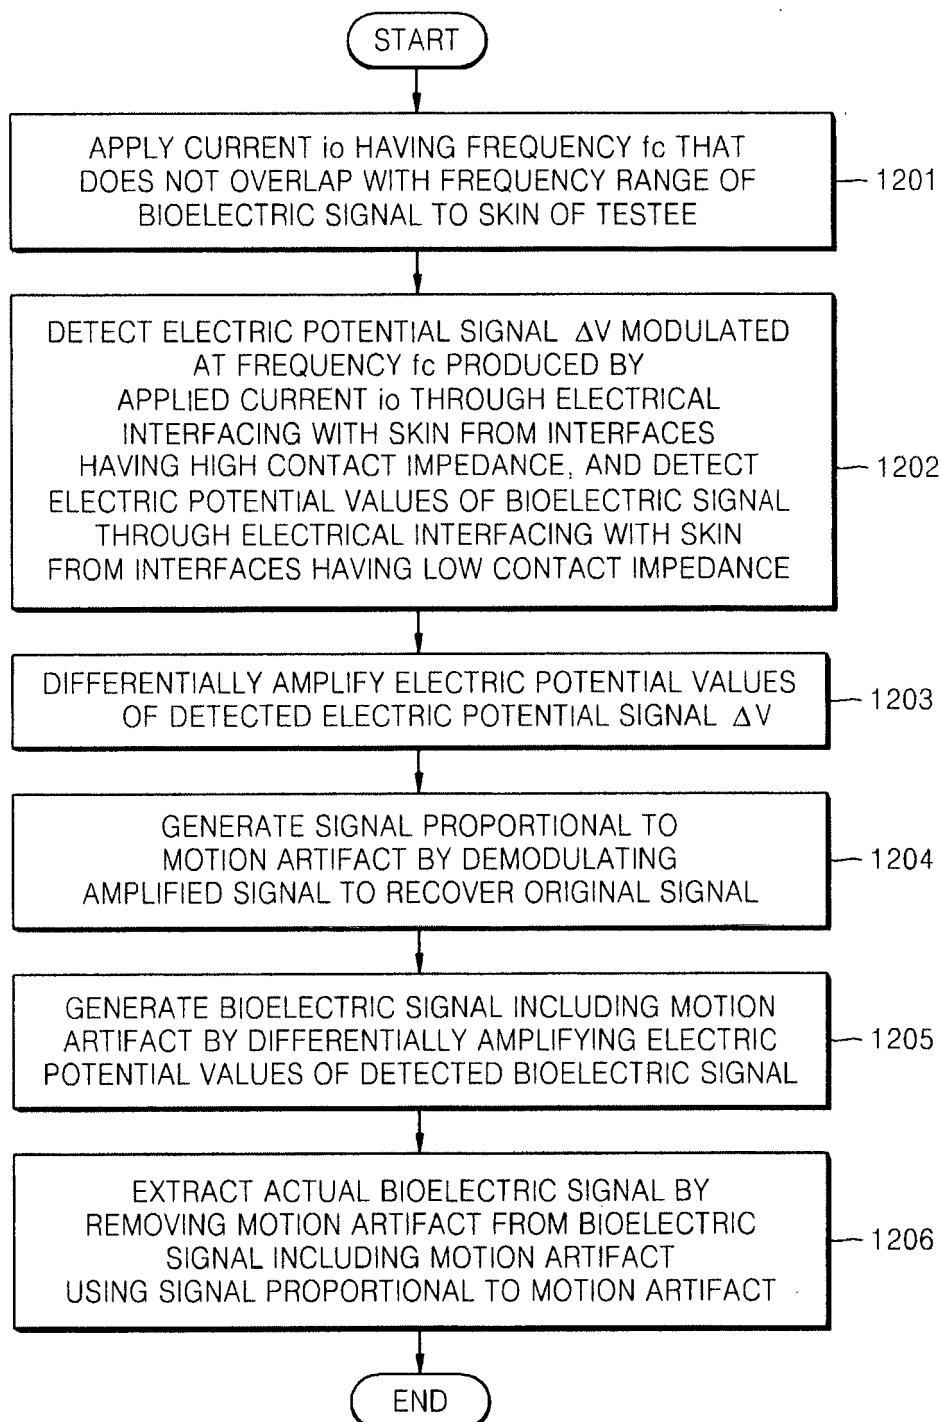 START
APPLY CURRENT io HAVING FREQUENCY fc THAT
DOES NOT OVERLAP WITH FREQUENCY RANGE OF
BIOELECTRIC SIGNAL TO SKIN OF TESTEE
1201
DETECT ELECTRIC POTENTIAL SIGNAL ΔV MODULATED
AT FREQUENCY fc PRODUCED BY
APPLIED CURRENT io THROUGH ELECTRICAL
INTERFACING WITH SKIN FROM INTERFACES
HAVING HIGH CONTACT IMPEDANCE, AND DETECT
ELECTRIC POTENTIAL VALUES OF BIOELECTRIC SIGNAL
THROUGH ELECTRICAL INTERFACING WITH SKIN
FROM INTERFACES HAVING LOW CONTACT IMPEDANCE
1202
DIFFERENTIALLY AMPLIFY ELECTRIC POTENTIAL VALUES
OF DETECTED ELECTRIC POTENTIAL SIGNAL ΔV
1203
GENERATE SIGNAL PROPORTIONAL TO
MOTION ARTIFACT BY DEMODULATING
AMPLIFIED SIGNAL TO RECOVER ORIGINAL SIGNAL
1204
GENERATE BIOELECTRIC SIGNAL INCLUDING MOTION
ARTIFACT BY DIFFERENTIALLY AMPLIFYING ELECTRIC
POTENTIAL VALUES OF DETECTED BIOELECTRIC SIGNAL
1205
EXTRACT ACTUAL BIOELECTRIC SIGNAL BY
REMOVING MOTION ARTIFACT FROM BIOELECTRIC
SIGNAL INCLUDING MOTION ARTIFACT
USING SIGNAL PROPORTIONAL TO MOTION ARTIFACT
1206
END